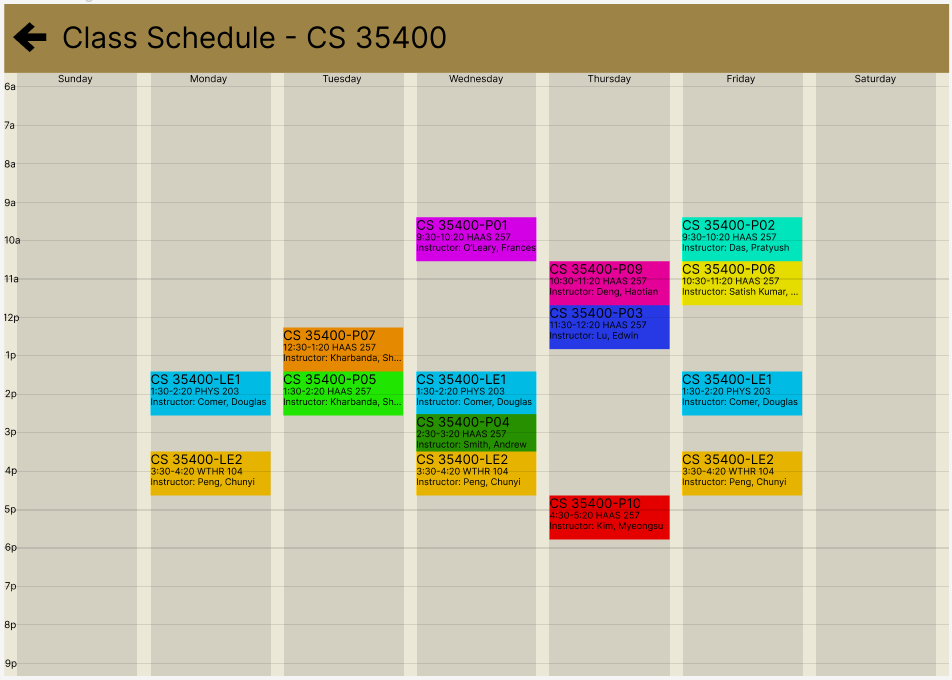 Class Schedule - CS 35400
Sunday Monday Tuesday Wednesday Thursday Friday Saturday
6a
7a
8a
9a
10a
11a
12p
1p
2p
3p
4p
5p
6p
7p
8p
9p
CS 35400-LE1
1:30-2:20 PHYS 203
Instructor: Comer, Douglas
CS 35400-LE2
3:30-4:20 WTHR 104
Instructor: Peng, Chunyi
CS 35400-P07
12:30-1:20 HAAS 257
Instructor: Kharbanda, Sh...
CS 35400-P05
1:30-2:20 HAAS 257
Instructor: Kharbanda, Sh...
CS 35400-P01
9:30-10:20 HAAS 257
Instructor: O'Leary, Frances
CS 35400-LE1
1:30-2:20 PHYS 203
Instructor: Comer, Douglas
CS 35400-P04
2:30-3:20 HAAS 257
Instructor: Smith, Andrew
CS 35400-LE2
3:30-4:20 WTHR 104
Instructor: Peng, Chunyi
CS 35400-P09
10:30-11:20 HAAS 257
Instructor: Deng, Haotian
CS 35400-P03
11:30-12:20 HAAS 257
Instructor: Lu, Edwin
CS 35400-P10
4:30-5:20 HAAS 257
Instructor: Kim, Myeongsu
CS 35400-P02
9:30-10:20 HAAS 257
Instructor: Das, Pratyush
CS 35400-P06
10:30-11:20 HAAS 257
Instructor: Satish Kumar, ...
CS 35400-LE1
1:30-2:20 PHYS 203
Instructor: Comer, Douglas
CS 35400-LE2
3:30-4:20 WTHR 104
Instructor: Peng, Chunyi